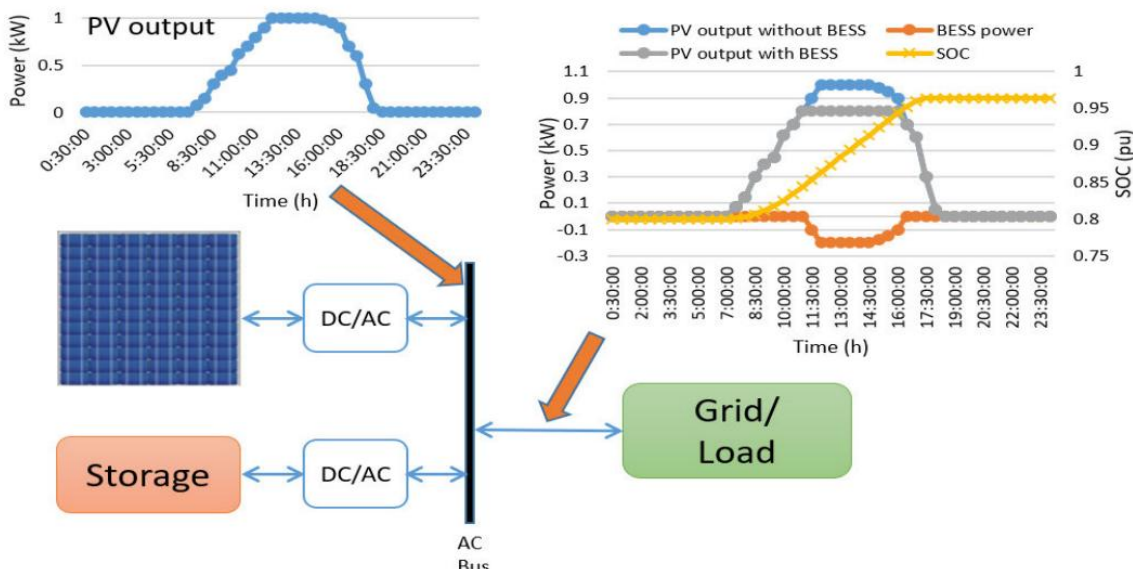 PV output
Power (kW)
1
0.5
0
0:30:00
3:00:00
5:30:00
8:30:00
11:00:00
13:30:00
16:00:00
18:30:00
21:00:00
23:30:00
Time (h)
PV output without BESS
BESS power
PV output with BESS
SOC
Power (kW)
1.1
0.9
0.7
0.5
0.3
0.1
-0.1
-0.3
1
0.95
0.9
0.85
0.8
0.75
SOC (pu)
0:30:00
2:00:00
3:30:00
5:30:00
7:00:00
8:30:00
10:00:00
11:30:00
13:00:00
14:30:00
16:00:00
17:30:00
19:00:00
20:30:00
22:00:00
23:30:00
Time (h)
DC/AC
Storage
DC/AC
Grid/
Load
AC
Bus